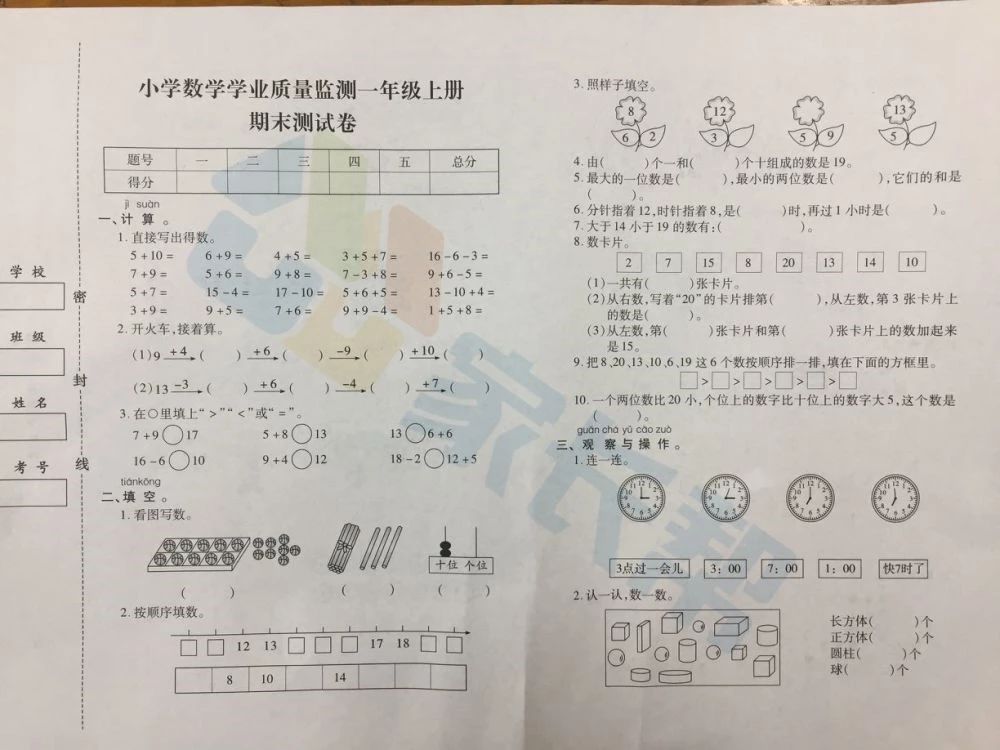 学校
班级
姓名
考号
密
封
线
小学数学学业质量监测一年级上册
期末测试卷
题号 一 二 三 四 五 总分
得分
jì suàn
一、计算。
1.直接写出得数。
5+10= 6+9= 4+5= 3+5+7= 16-6-3=
7+9= 5+6= 9+8= 7-3+8= 9+6-5=
5+7= 15-4= 17-10= 5+6+5= 13-10+4=
3+9= 9+5= 7+6= 9+9-4= 1+5+8=
2.开火车,接着算。
(1)9 +4 ( ) +6 ( ) -9 ( ) +10 ( )
(2)13 -3 ( ) +6 ( ) -4 ( ) +7 ( )
3.在○里填上“>”“<”或“=”。
7+9○17 5+8○13 13○6+6
16-6○10 9+4○12 18-2○12+5
tiánkōng
二、填空。
1.看图写数。
十位 个位
( ) ( ) ( )
2.按顺序填数。
□ □ 12 13 □ □ □ 17 18 □ □
8 10 14
3.照样子填空。
8 12 13
6 2 3 5 9 5
4.由( )个一和( )个十组成的数是19。
5.最大的一位数是( ),最小的两位数是( ),它们的和是
( )。
6.分针指着12,时针指着8,是( )时,再过1小时是( )。
7.大于14小于19的数有:( )。
8.数卡片。
2 7 15 8 20 13 14 10
(1)一共有( )张卡片。
(2)从右数,写着“20”的卡片排第( ),从左数,第3张卡片上
的数是( )。
(3)从左数,第( )张卡片和第( )张卡片上的数加起来
是15。
9.把8、20、13、10、6、19这6个数按顺序排一排,填在下面的方框里。
□>□>□>□>□>□
10.一个两位数比20小,个位上的数字比十位上的数字大5,这个数是
( )。
guān chá yǔ cāo zuò
三、观察与操作。
1.连一连。
3点过一会儿 3:00 7:00 1:00 快7时了
2.认一认,数一数。
长方体( )个
正方体( )个
圆柱( )个
球( )个
家长帮